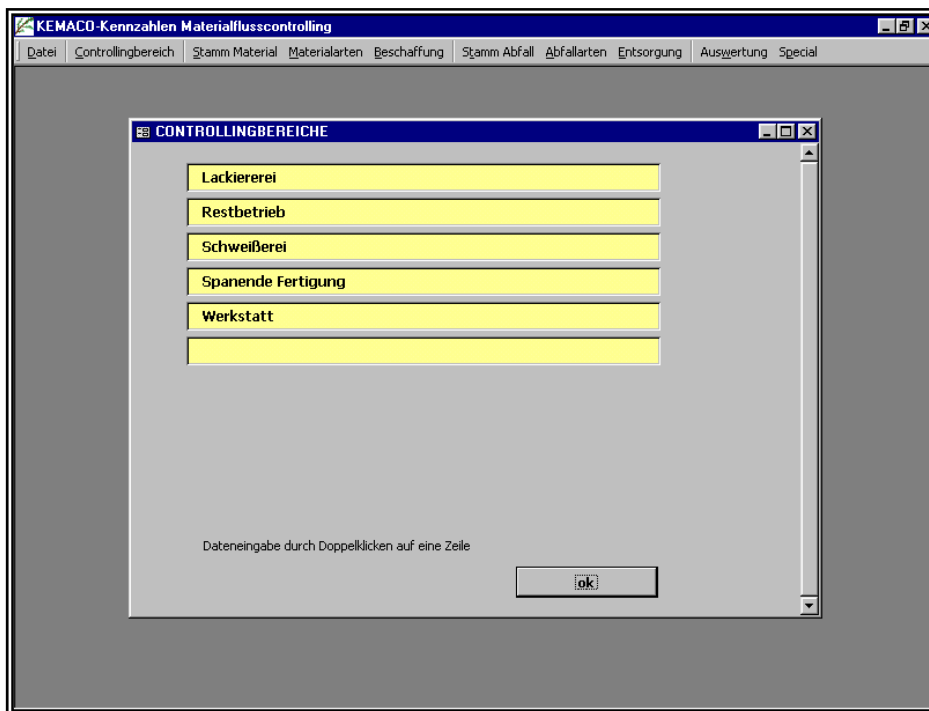 KEMACO-Kennzahlen Materialflusscontrolling
Datei Controllingbereich Stamm Material Materialarten Beschaffung Stamm Abfall Abfallarten Entsorgung Auswertung Special
CONTROLLINGBEREICHE
Lackiererei
Restbetrieb
Schweißerei
Spanende Fertigung
Werkstatt
Dateneingabe durch Doppelklicken auf eine Zeile
ok